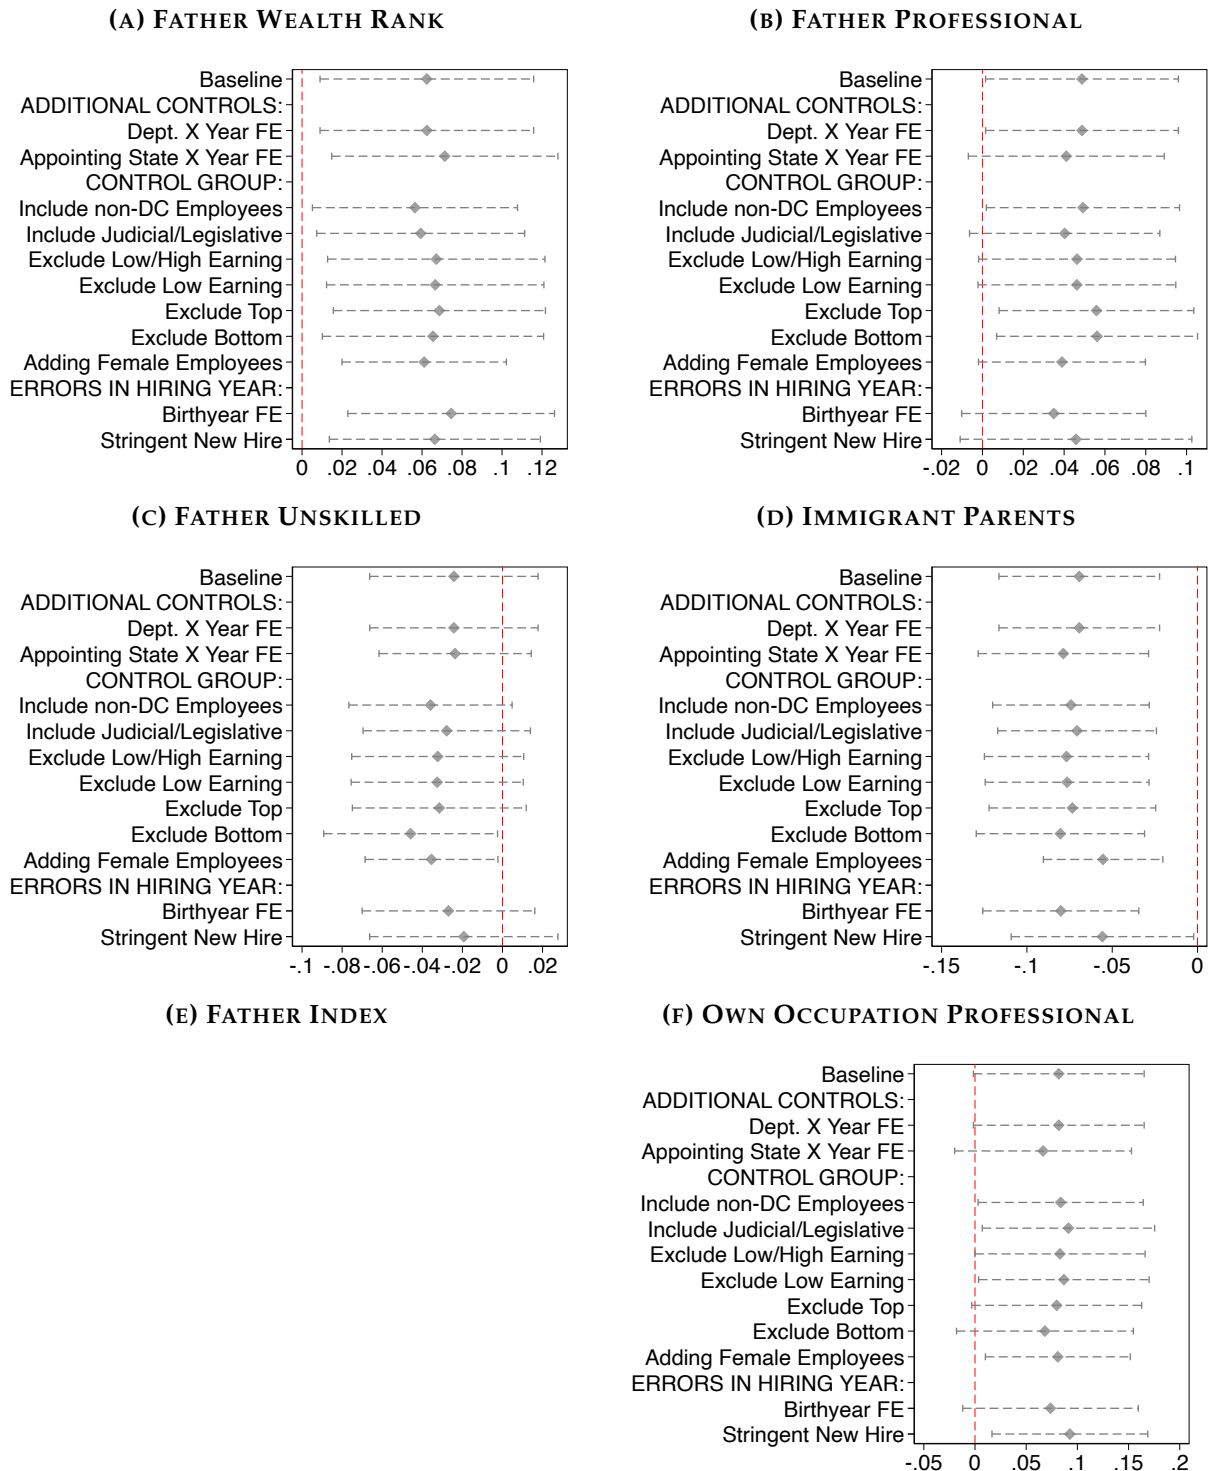 (A) FATHER WEALTH RANK
Baseline
ADDITIONAL CONTROLS:
Dept. X Year FE
Appointing State X Year FE
CONTROL GROUP:
Include non-DC Employees
Include Judicial/Legislative
Exclude Low/High Earning
Exclude Low Earning
Exclude Top
Exclude Bottom
Adding Female Employees
ERRORS IN HIRING YEAR:
Birthyear FE
Stringent New Hire
0 .02 .04 .06 .08 .10 .12
(B) FATHER PROFESSIONAL
Baseline
ADDITIONAL CONTROLS:
Dept. X Year FE
Appointing State X Year FE
CONTROL GROUP:
Include non-DC Employees
Include Judicial/Legislative
Exclude Low/High Earning
Exclude Low Earning
Exclude Top
Exclude Bottom
Adding Female Employees
ERRORS IN HIRING YEAR:
Birthyear FE
Stringent New Hire
-.02 0 .02 .04 .06 .08 .1
(C) FATHER UNSKILLED
Baseline
ADDITIONAL CONTROLS:
Dept. X Year FE
Appointing State X Year FE
CONTROL GROUP:
Include non-DC Employees
Include Judicial/Legislative
Exclude Low/High Earning
Exclude Low Earning
Exclude Top
Exclude Bottom
Adding Female Employees
ERRORS IN HIRING YEAR:
Birthyear FE
Stringent New Hire
-.1 -.08 -.06 -.04 -.02 0 .02
(D) IMMIGRANT PARENTS
Baseline
ADDITIONAL CONTROLS:
Dept. X Year FE
Appointing State X Year FE
CONTROL GROUP:
Include non-DC Employees
Include Judicial/Legislative
Exclude Low/High Earning
Exclude Low Earning
Exclude Top
Exclude Bottom
Adding Female Employees
ERRORS IN HIRING YEAR:
Birthyear FE
Stringent New Hire
-.15 -.1 -.05 0
(E) FATHER INDEX
(F) OWN OCCUPATION PROFESSIONAL
Baseline
ADDITIONAL CONTROLS:
Dept. X Year FE
Appointing State X Year FE
CONTROL GROUP:
Include non-DC Employees
Include Judicial/Legislative
Exclude Low/High Earning
Exclude Low Earning
Exclude Top
Exclude Bottom
Adding Female Employees
ERRORS IN HIRING YEAR:
Birthyear FE
Stringent New Hire
-.05 0 .05 .1 .15 .2